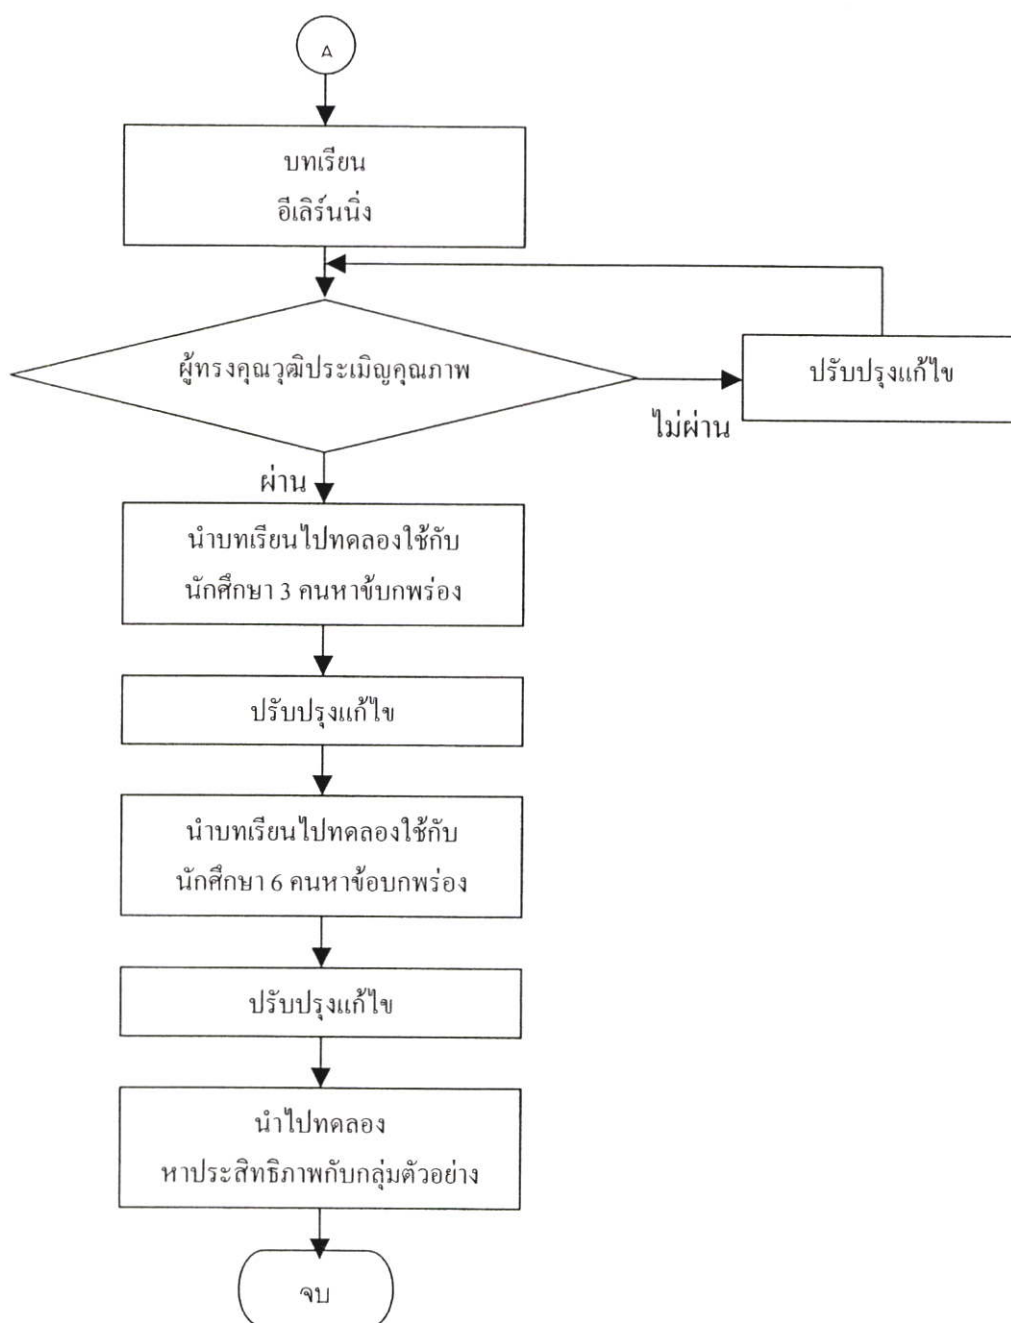 A
บทเรียน
อีเลิร์นนิ่ง
ผู้ทรงคุณวุฒิประเมิญคุณภาพ
ปรับปรุงแก้ไข
ไม่ผ่าน
ผ่าน
นำบทเรียนไปทดลองใช้กับ
นักศึกษา 3 คนหาข้บกพร่อง
ปรับปรุงแก้ไข
นำบทเรียนไปทดลองใช้กับ
นักศึกษา 6 คนหาข้อบกพร่อง
ปรับปรุงแก้ไข
นำไปทดลอง
หาประสิทธิภาพกับกลุ่มตัวอย่าง
จบ